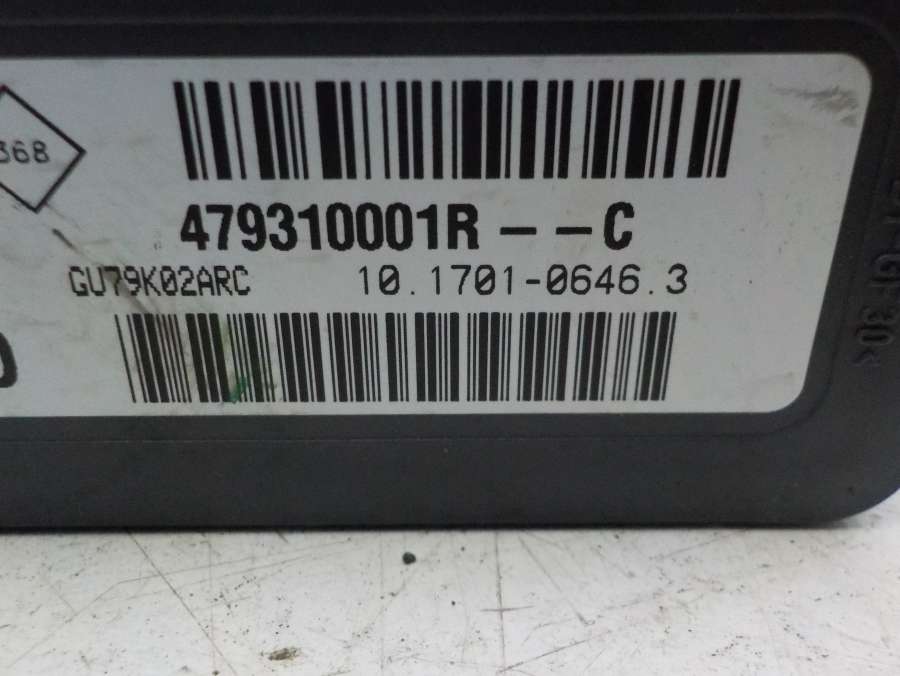 368
479310001R -- C
GU79K02ARC 10.1701-0646.3